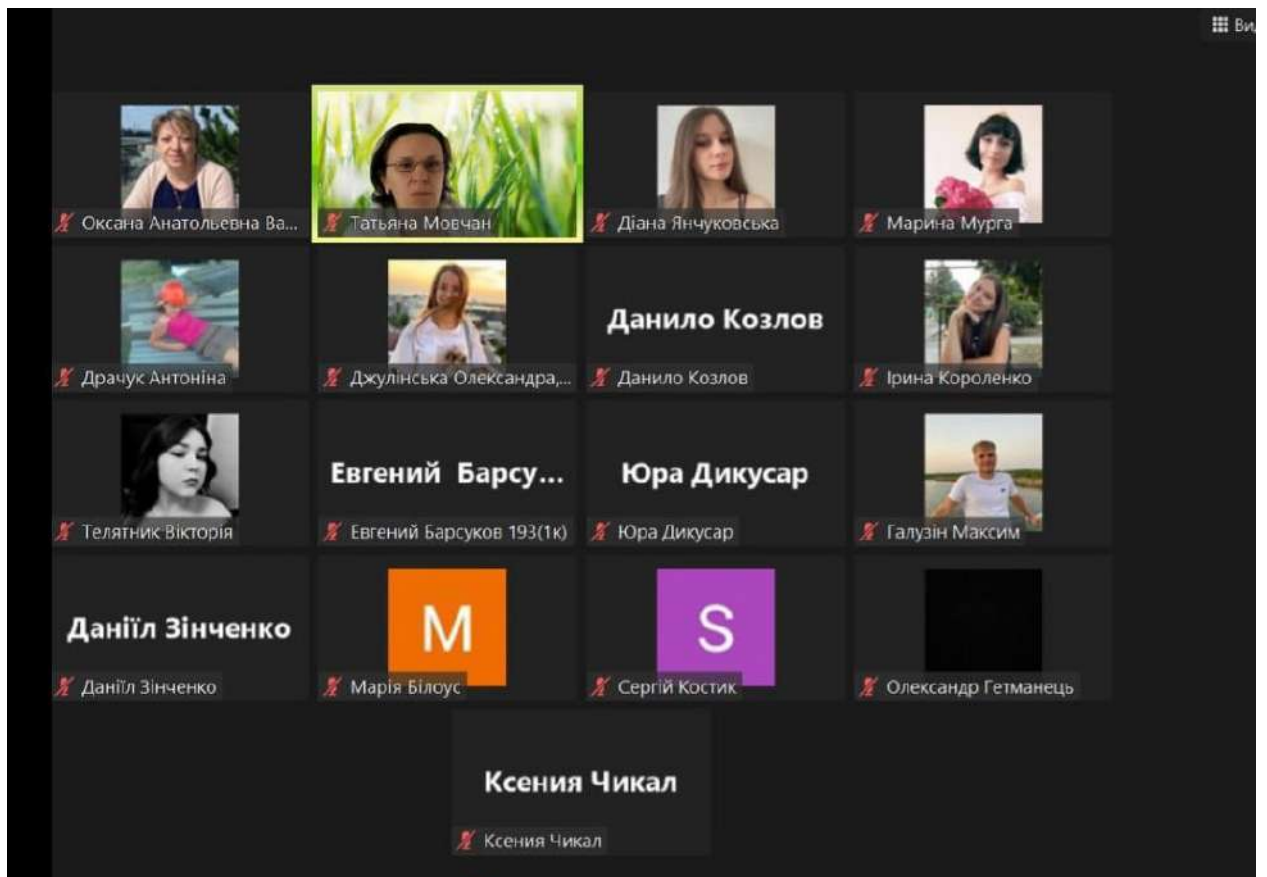 Ви
Оксана Анатольевна Ва...
Татьяна Мовчан
Діана Янчуковська
Марина Мурга
Драчук Антоніна
Джулінська Олександра,...
Данило Козлов
Данило Козлов
Ірина Короленко
Телятник Вікторія
Евгений Барсу...
Евгений Барсуков 193(1к)
Юра Дикусар
Юра Дикусар
Галузін Максим
Даніїл Зінченко
Даніїл Зінченко
М
Марія Білоус
S
Сергій Костик
Олександр Гетманець
Ксения Чикал
Ксения Чикал